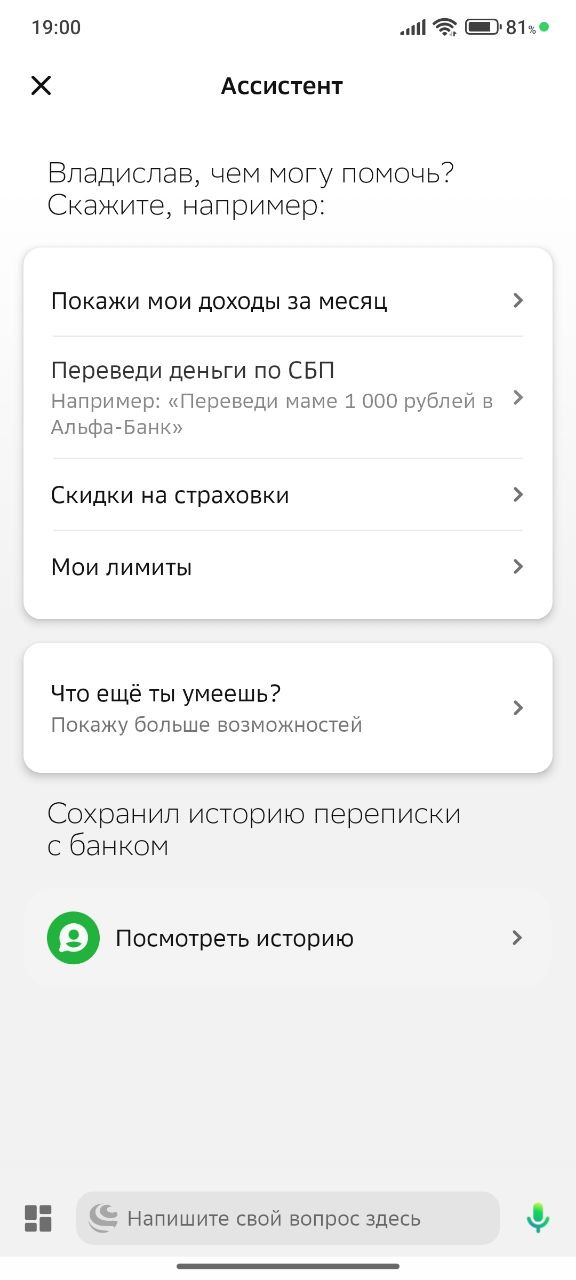 19:00
81%
Ассистент
Владислав, чем могу помочь?
Скажите, например:
Покажи мои доходы за месяц
Переведи деньги по СБП
Например: «Переведи маме 1 000 рублей в
Альфа-Банк»
Скидки на страховки
Мои лимиты
Что ещё ты умеешь?
Покажу больше возможностей
Сохранил историю переписки
с банком
Посмотреть историю
Напишите свой вопрос здесь